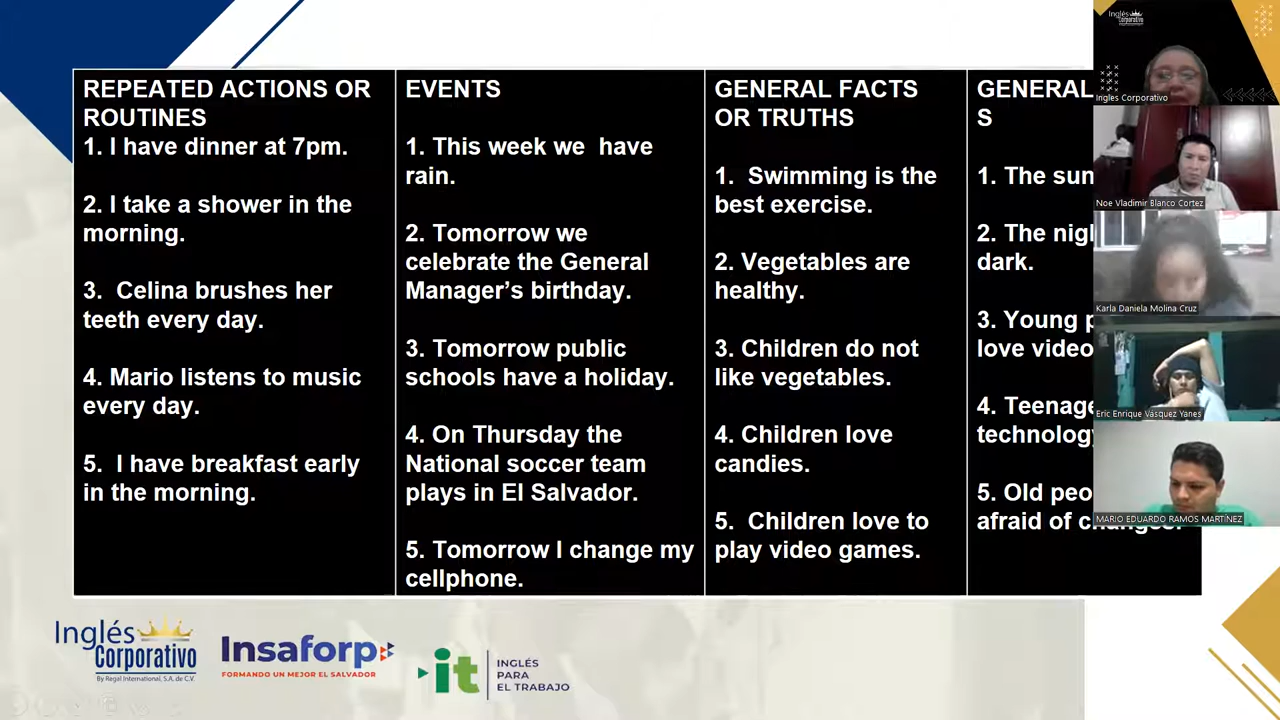 REPEATED ACTIONS OR
ROUTINES
1. I have dinner at 7pm.
2. I take a shower in the
morning.
3. Celina brushes her
teeth every day.
4. Mario listens to music
every day.
5. I have breakfast early
in the morning.
EVENTS
1. This week we have
rain.
2. Tomorrow we
celebrate the General
Manager’s birthday.
3. Tomorrow public
schools have a holiday.
4. On Thursday the
National soccer team
plays in El Salvador.
5. Tomorrow I change my
cellphone.
GENERAL FACTS
OR TRUTHS
1. Swimming is the
best exercise.
2. Vegetables are
healthy.
3. Children do not
like vegetables.
4. Children love
candies.
5. Children love to
play video games.
GENERAL
S
1. The sun
2. The
dark.
3. Young
love video
4.
5. Old
afraid of changes.
Inglés
Corporativo
Ingles Corporativo
Noe Vladimir Blanco Cortez
Karla Daniela Molina Cruz
Eric Enrique Vásquez Yanes
MARIO EDUARDO RAMOS MARTÍNEZ
Inglés
Corporativo
By Regal International, S.A. de C.V.
Insaforp
FORMANDO UN MEJOR EL SALVADOR
it
INGLÉS
PARA
EL TRABAJO